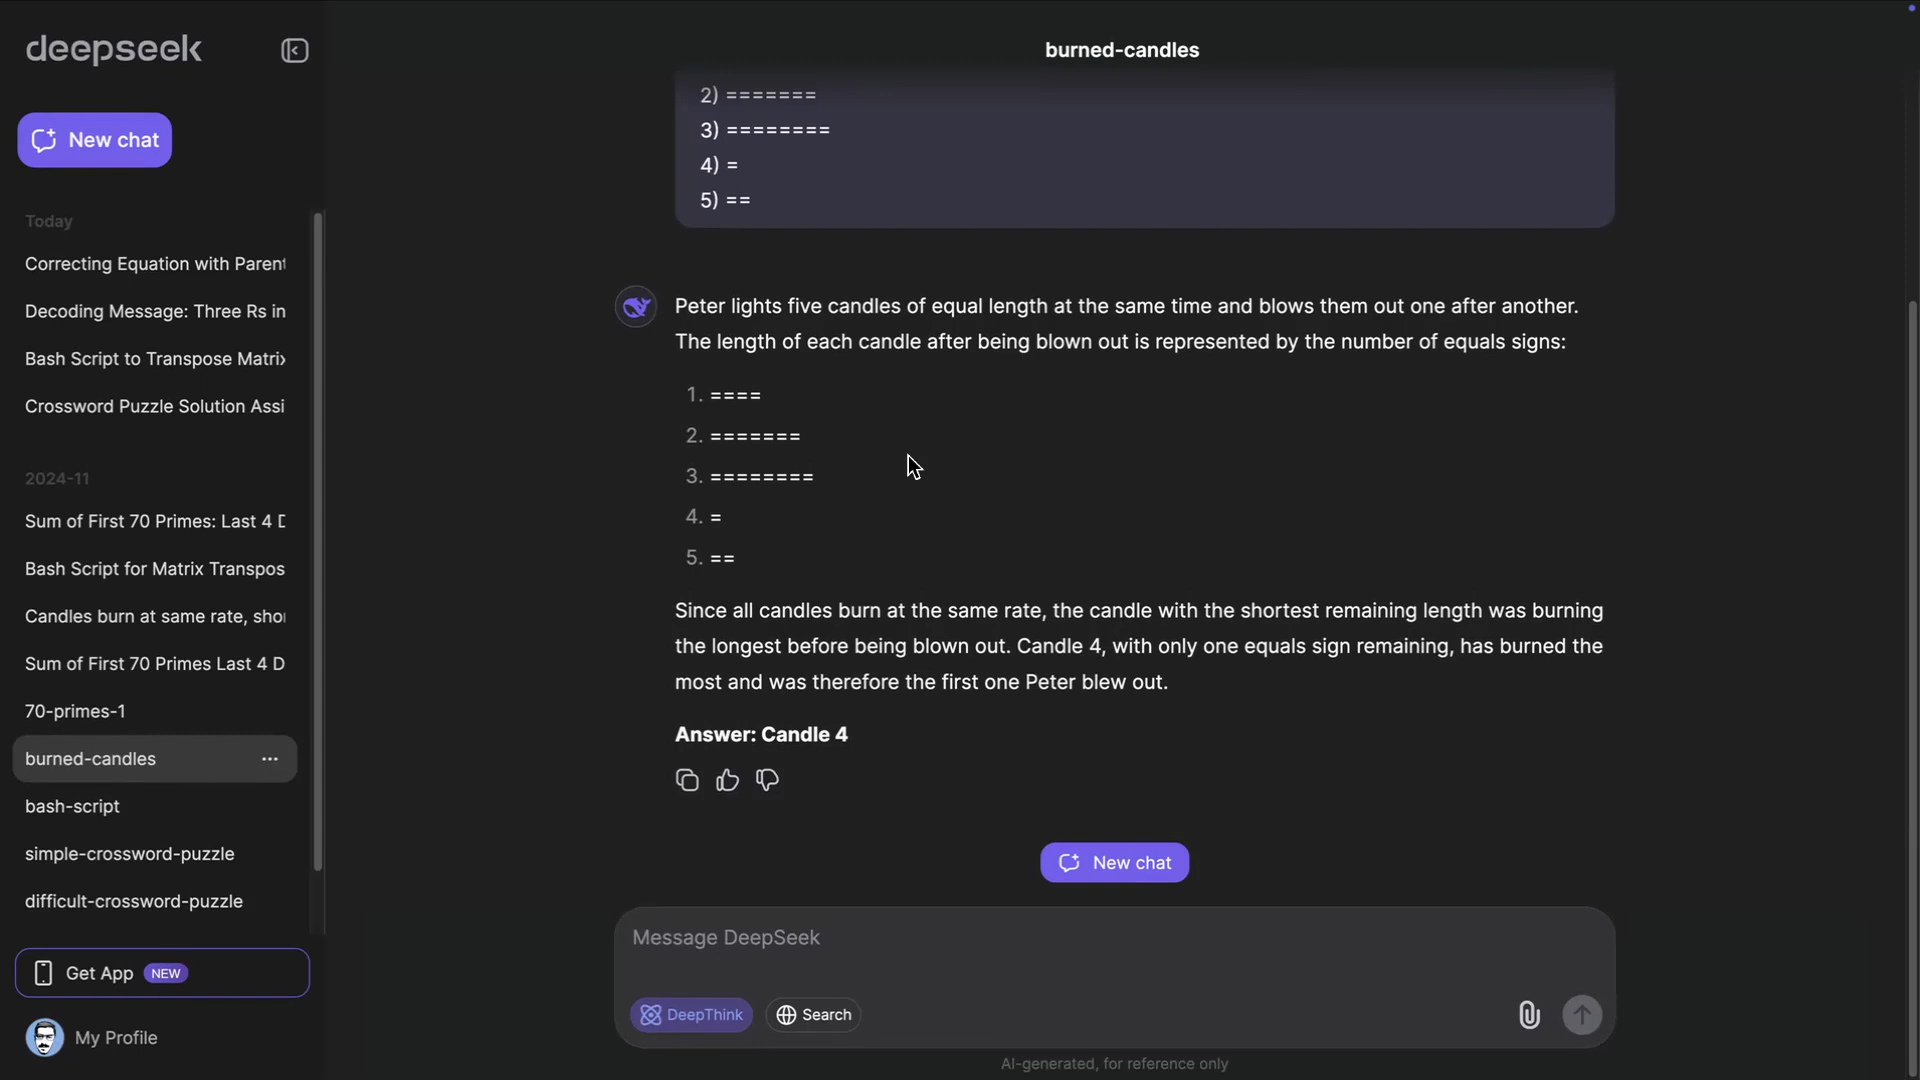 deepseek
New chat
Today
Correcting Equation with Parent
Decoding Message: Three Rs in
Bash Script to Transpose Matrix
Crossword Puzzle Solution Assi
2024-11
Sum of First 70 Primes: Last 4 D
Bash Script for Matrix Transpos
Candles burn at same rate, shor
Sum of First 70 Primes Last 4 D
70-primes-1
burned-candles
bash-script
simple-crossword-puzzle
difficult-crossword-puzzle
Get App NEW
My Profile
burned-candles
2) =======
3) ========
4) =
5) ==
Peter lights five candles of equal length at the same time and blows them out one after another.
The length of each candle after being blown out is represented by the number of equals signs:
1. ====
2. =======
3. ========
4. =
5. ==
Since all candles burn at the same rate, the candle with the shortest remaining length was burning
the longest before being blown out. Candle 4, with only one equals sign remaining, has burned the
most and was therefore the first one Peter blew out.
Answer: Candle 4
New chat
Message DeepSeek
DeepThink
Search
AI-generated, for reference only